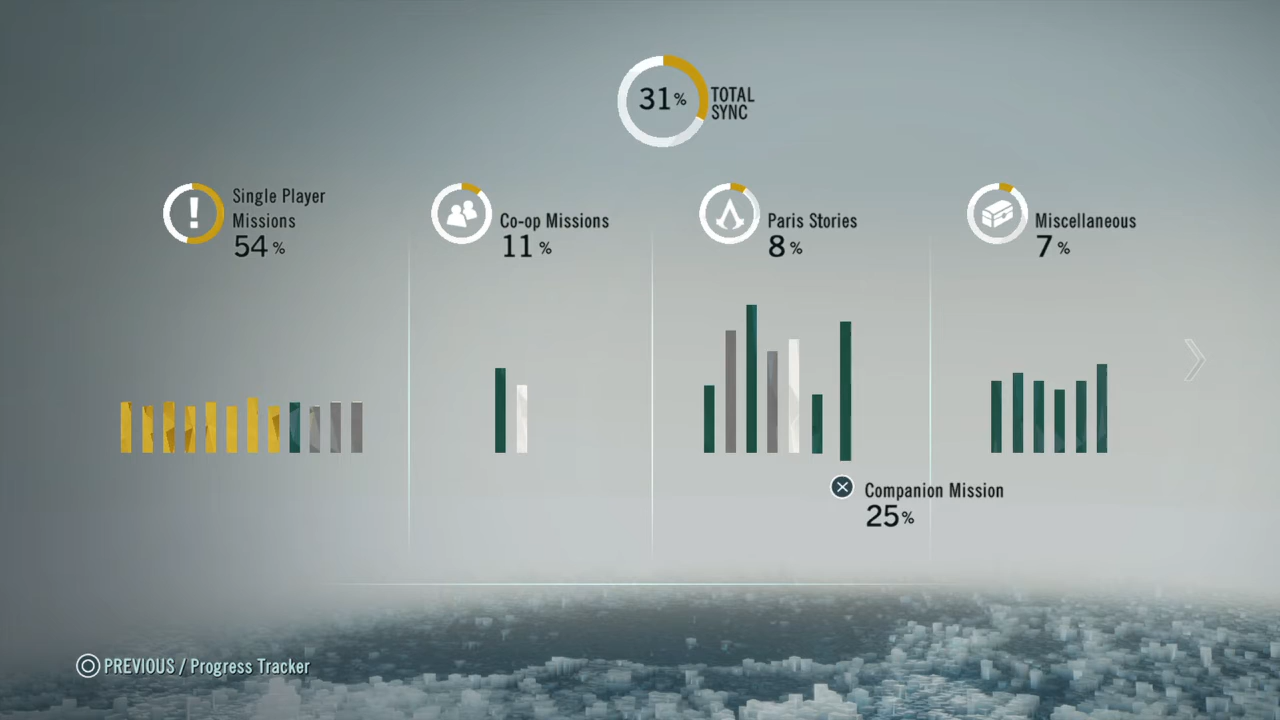 31%
TOTAL
SYNC
Single Player
Missions
54 %
Co-op Missions
11 %
Paris Stories
8 %
Miscellaneous
7 %
Companion Mission
25 %
PREVIOUS / Progress Tracker